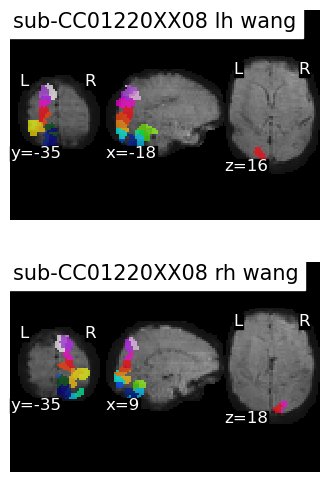 sub-CC01220XX08 lh wang
L R
L R
y=-35 x=-18 z=16
sub-CC01220XX08 rh wang
L R
L R
y=-35 x=9 z=18